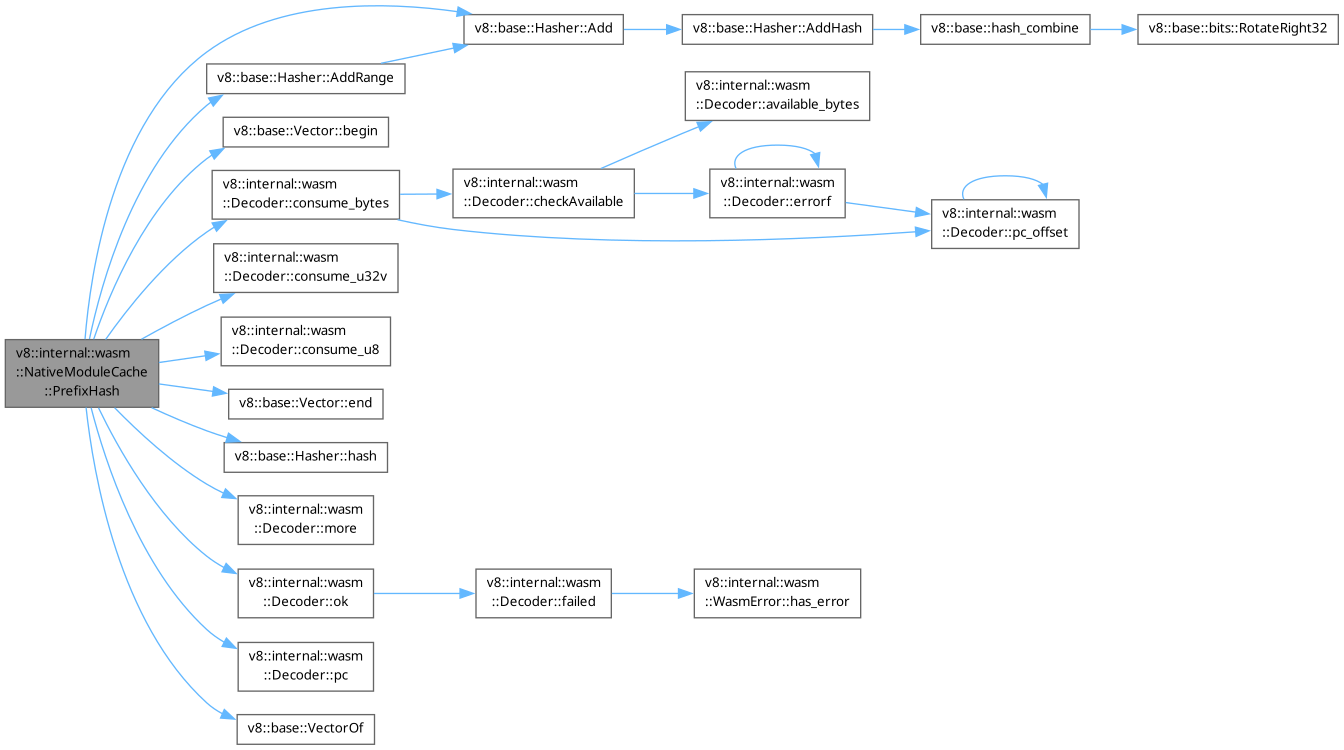 v8::internal::wasm
::NativeModuleCache
::PrefixHash
v8::base::Hasher::Add
v8::base::Hasher::AddHash
v8::base::hash_combine
v8::base::bits::RotateRight32
v8::base::Hasher::AddRange
v8::base::Vector::begin
v8::internal::wasm
::Decoder::consume_bytes
v8::internal::wasm
::Decoder::checkAvailable
v8::internal::wasm
::Decoder::available_bytes
v8::internal::wasm
::Decoder::errorf
v8::internal::wasm
::Decoder::pc_offset
v8::internal::wasm
::Decoder::consume_u32v
v8::internal::wasm
::Decoder::consume_u8
v8::base::Vector::end
v8::base::Hasher::hash
v8::internal::wasm
::Decoder::more
v8::internal::wasm
::Decoder::ok
v8::internal::wasm
::Decoder::failed
v8::internal::wasm
::WasmError::has_error
v8::internal::wasm
::Decoder::pc
v8::base::VectorOf